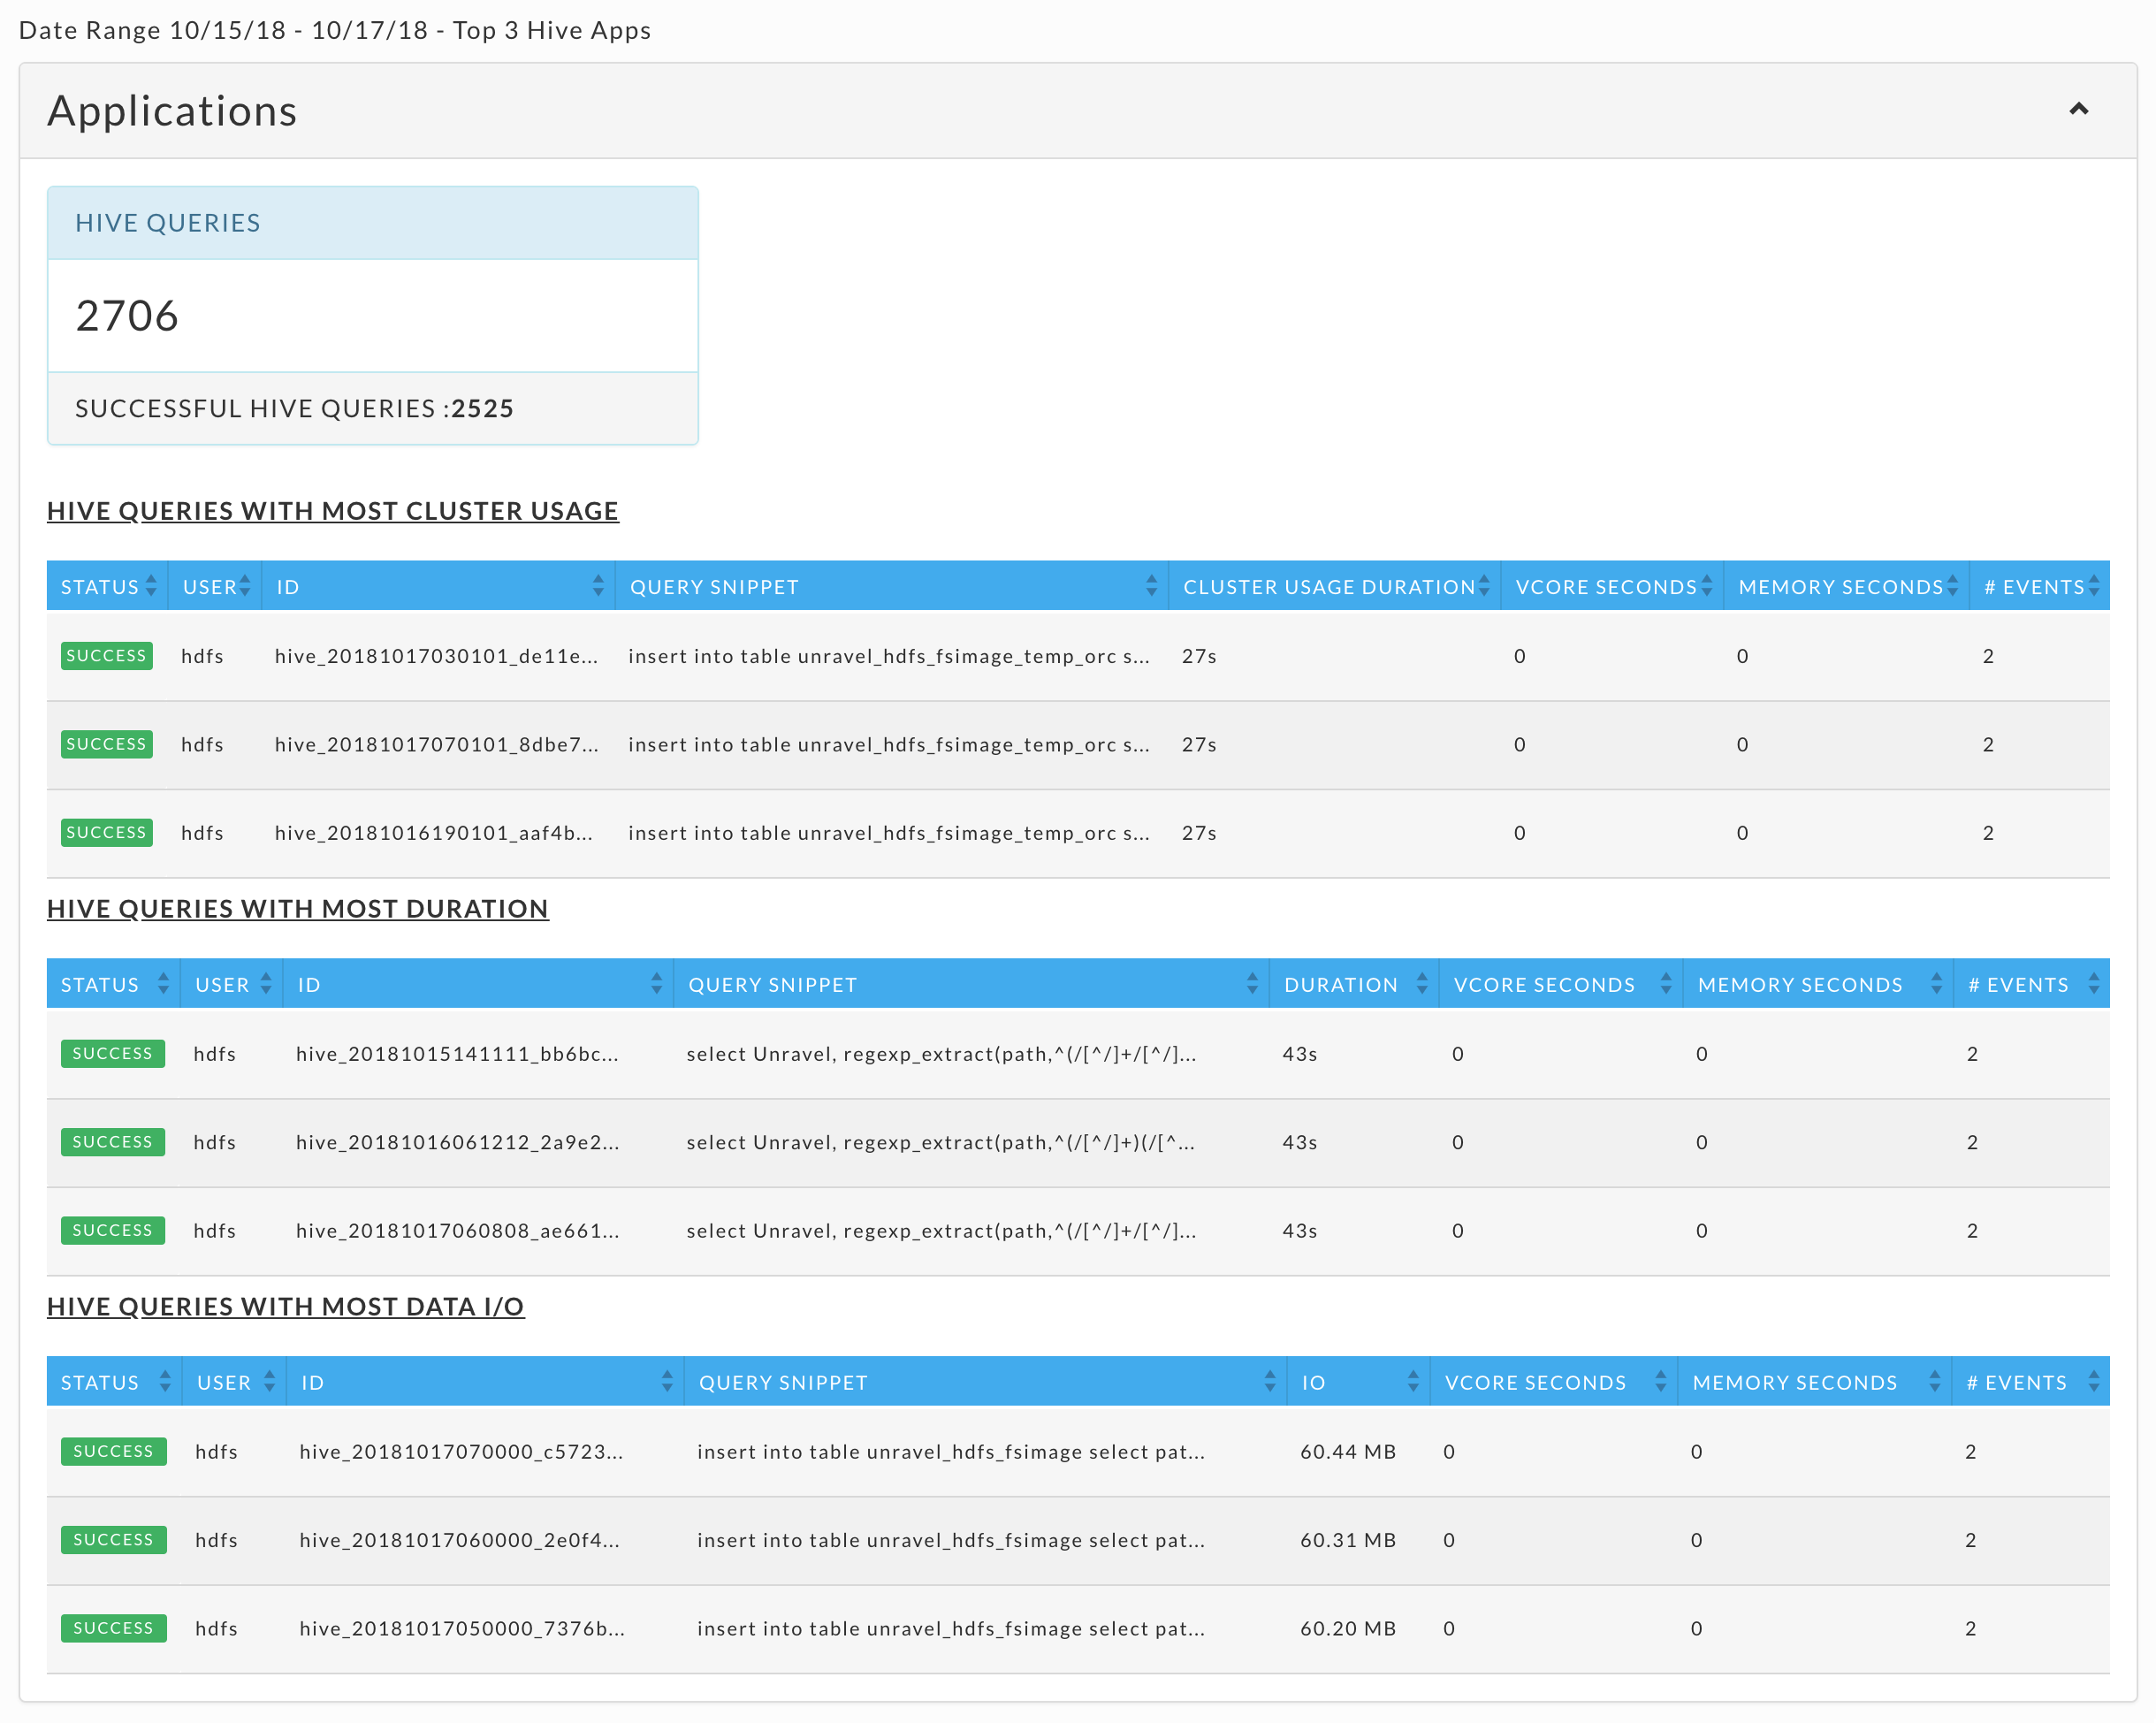 Date Range 10/15/18 - 10/17/18 - Top 3 Hive Apps
Applications
HIVE QUERIES
2706
SUCCESSFUL HIVE QUERIES :2525
HIVE QUERIES WITH MOST CLUSTER USAGE
STATUS USER ID QUERY SNIPPET CLUSTER USAGE DURATION VCORE SECONDS MEMORY SECONDS # EVENTS
SUCCESS hdfs hive_20181017030101_de11e... insert into table unravel_hdfs_fsimage_temp_orc s... 27s 0 0 2
SUCCESS hdfs hive_20181017070101_8dbe7... insert into table unravel_hdfs_fsimage_temp_orc s... 27s 0 0 2
SUCCESS hdfs hive_20181016190101_aaf4b... insert into table unravel_hdfs_fsimage_temp_orc s... 27s 0 0 2
HIVE QUERIES WITH MOST DURATION
STATUS USER ID QUERY SNIPPET DURATION VCORE SECONDS MEMORY SECONDS # EVENTS
SUCCESS hdfs hive_20181015141111_bb6bc... select Unravel, regexp_extract(path,^(/[^/]+/[^/]... 43s 0 0 2
SUCCESS hdfs hive_20181016061212_2a9e2... select Unravel, regexp_extract(path,^(/[^/]+)(/[^... 43s 0 0 2
SUCCESS hdfs hive_20181017060808_ae661... select Unravel, regexp_extract(path,^(/[^/]+/[^/]... 43s 0 0 2
HIVE QUERIES WITH MOST DATA I/O
STATUS USER ID QUERY SNIPPET IO VCORE SECONDS MEMORY SECONDS # EVENTS
SUCCESS hdfs hive_20181017070000_c5723... insert into table unravel_hdfs_fsimage select pat... 60.44 MB 0 0 2
SUCCESS hdfs hive_20181017060000_2e0f4... insert into table unravel_hdfs_fsimage select pat... 60.31 MB 0 0 2
SUCCESS hdfs hive_20181017050000_7376b... insert into table unravel_hdfs_fsimage select pat... 60.20 MB 0 0 2